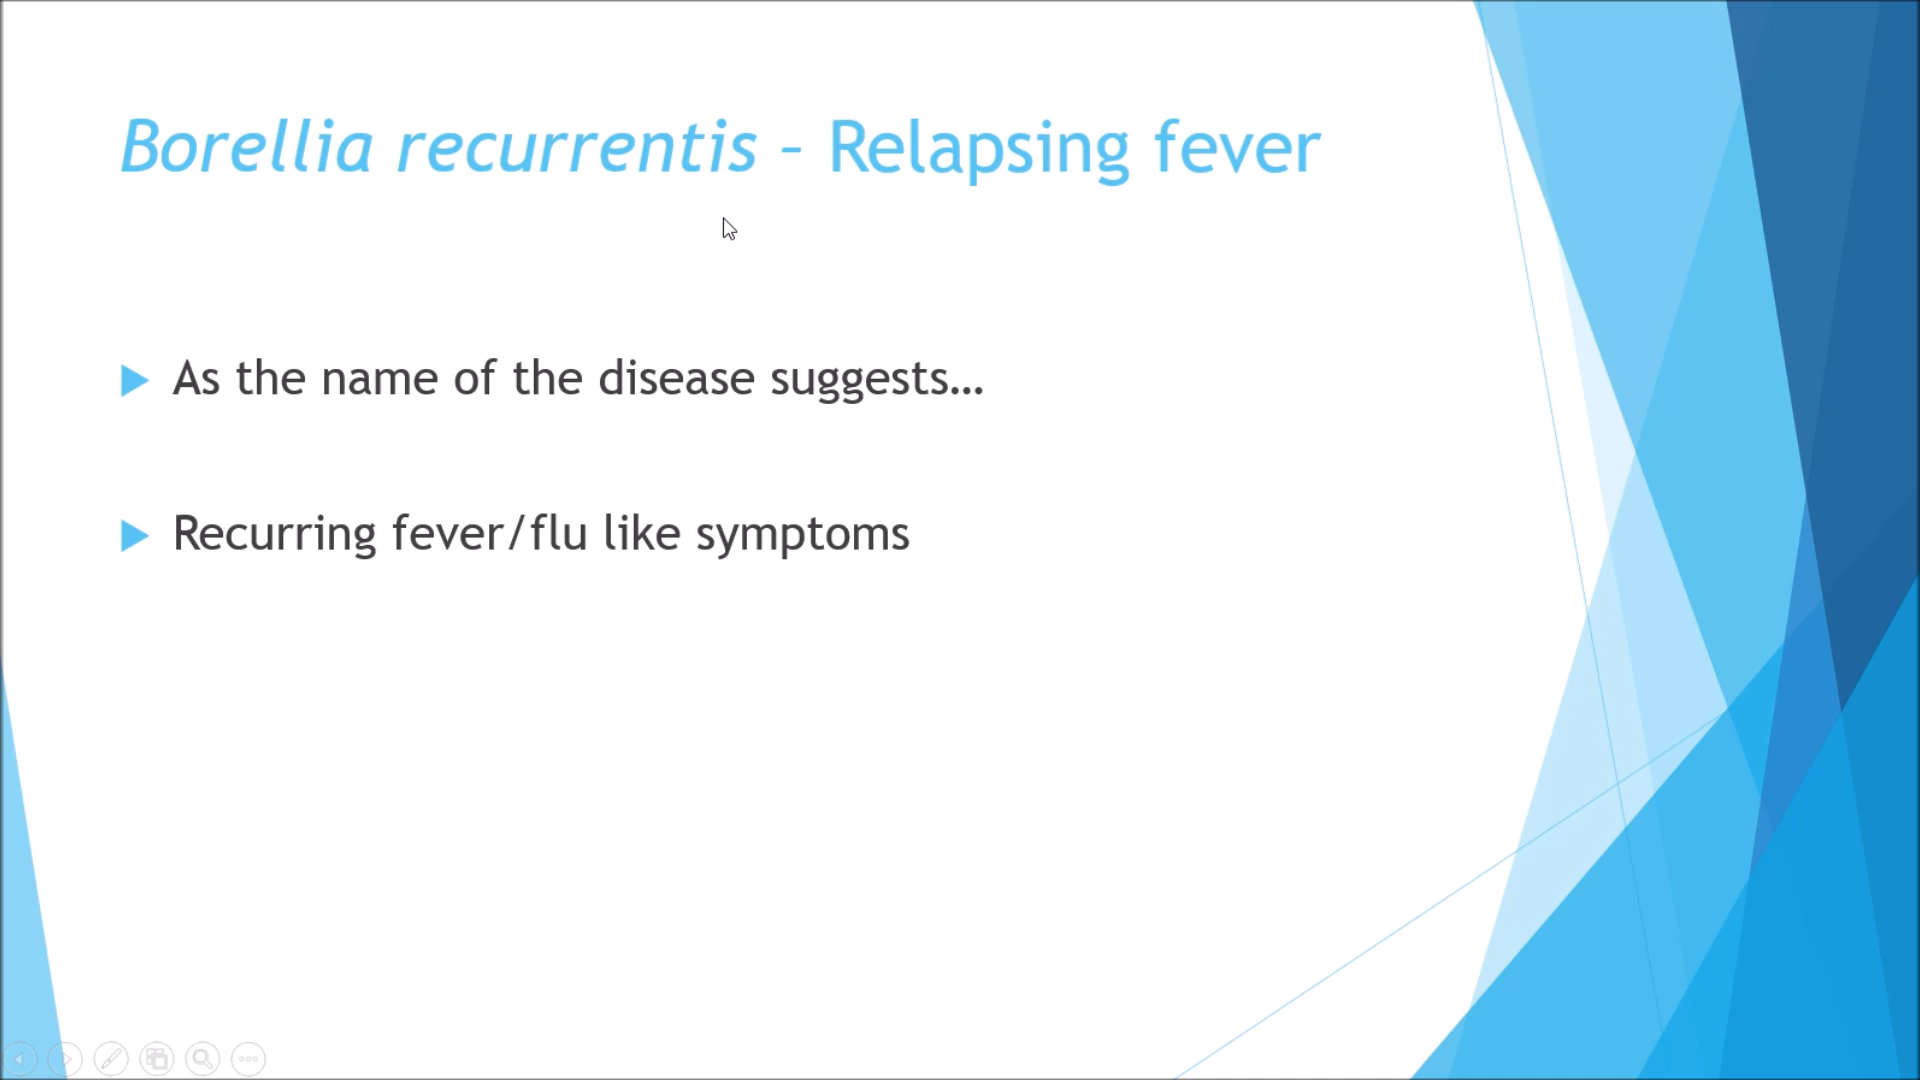 Borellia recurrentis – Relapsing fever
As the name of the disease suggests…
Recurring fever/flu like symptoms